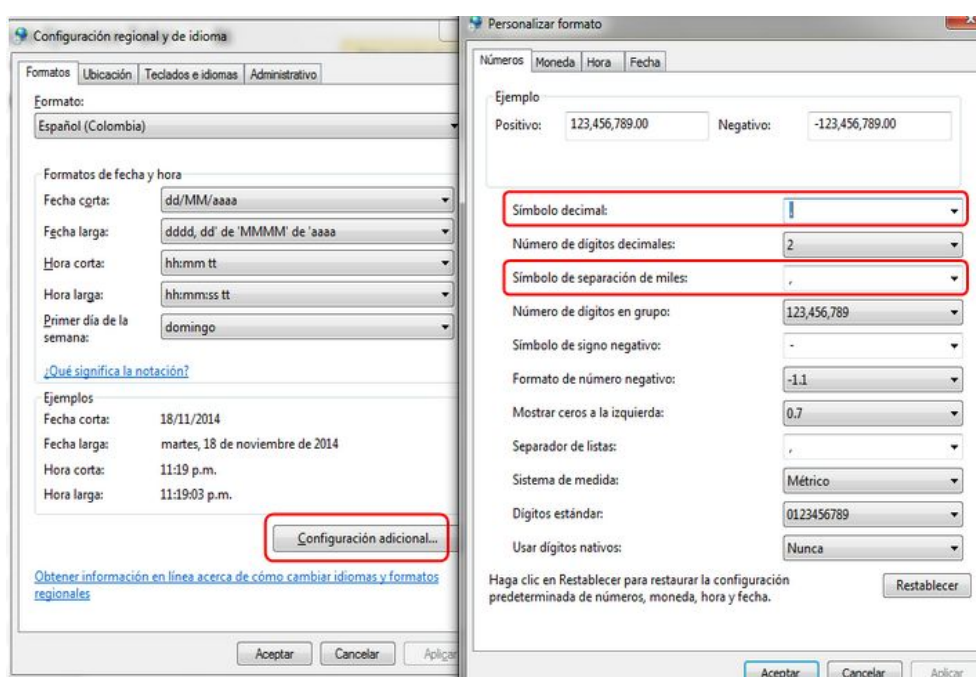 Configuración regional y de idioma
Formatos Ubicación Teclados e idiomas Administrativo
Formato:
Español (Colombia)
Formatos de fecha y hora
Fecha corta: dd/MM/aaaa
Fecha larga: dddd, dd' de 'MMMM' de 'aaaa
Hora corta: hh:mm tt
Hora larga: hh:mm:ss tt
Primer día de la
semana: domingo
¿Qué significa la notación?
Ejemplos
Fecha corta: 18/11/2014
Fecha larga: martes, 18 de noviembre de 2014
Hora corta: 11:19 p.m.
Hora larga: 11:19:03 p.m.
Configuración adicional...
Obtener información en línea acerca de cómo cambiar idiomas y formatos
regionales
Aceptar Cancelar Aplicar
Personalizar formato
Números Moneda Hora Fecha
Ejemplo
Positivo: 123,456,789.00 Negativo: -123,456,789.00
Símbolo decimal: .
Número de dígitos decimales: 2
Símbolo de separación de miles: ,
Número de dígitos en grupo: 123,456,789
Símbolo de signo negativo: -
Formato de número negativo: -1.1
Mostrar ceros a la izquierda: 0.7
Separador de listas: ,
Sistema de medida: Métrico
Dígitos estándar: 0123456789
Usar dígitos nativos: Nunca
Haga clic en Restablecer para restaurar la configuración
predeterminada de números, moneda, hora y fecha.
Restablecer
Aceptar Cancelar Aplicar